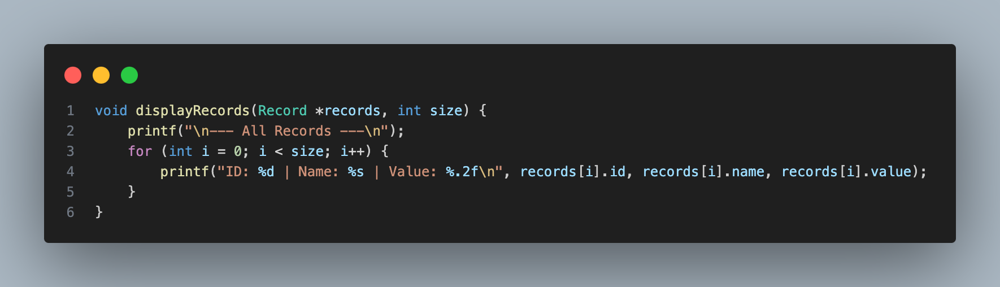 1 void displayRecords(Record *records, int size) {
2     printf("\n--- All Records ---\n");
3     for (int i = 0; i < size; i++) {
4         printf("ID: %d | Name: %s | Value: %.2f\n", records[i].id, records[i].name, records[i].value);
5     }
6 }